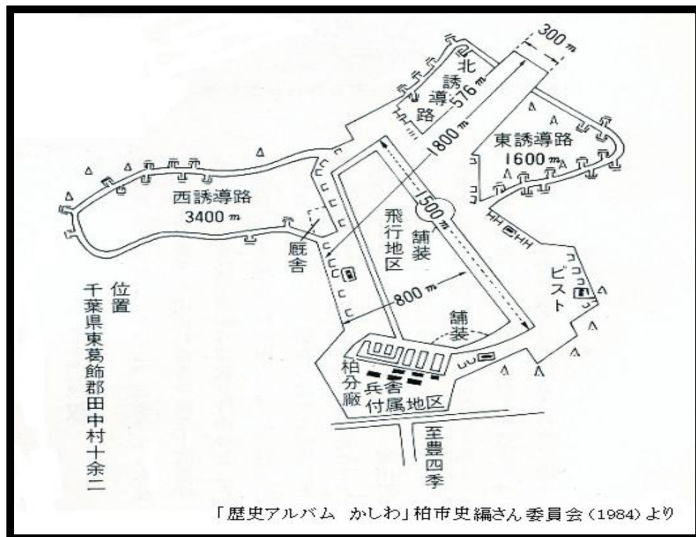 300m
北誘導路
576m
1800m
東誘導路
1600m
西誘導路
3400m
1500m
舗装
飛行地区
厩舎
800m
ピスト
舗装
柏分廠
兵舎
付属地区
至豊四季
位置
千葉県東葛飾郡田中村十余二
「歴史アルバム かしわ」柏市史編さん委員会(1984)より